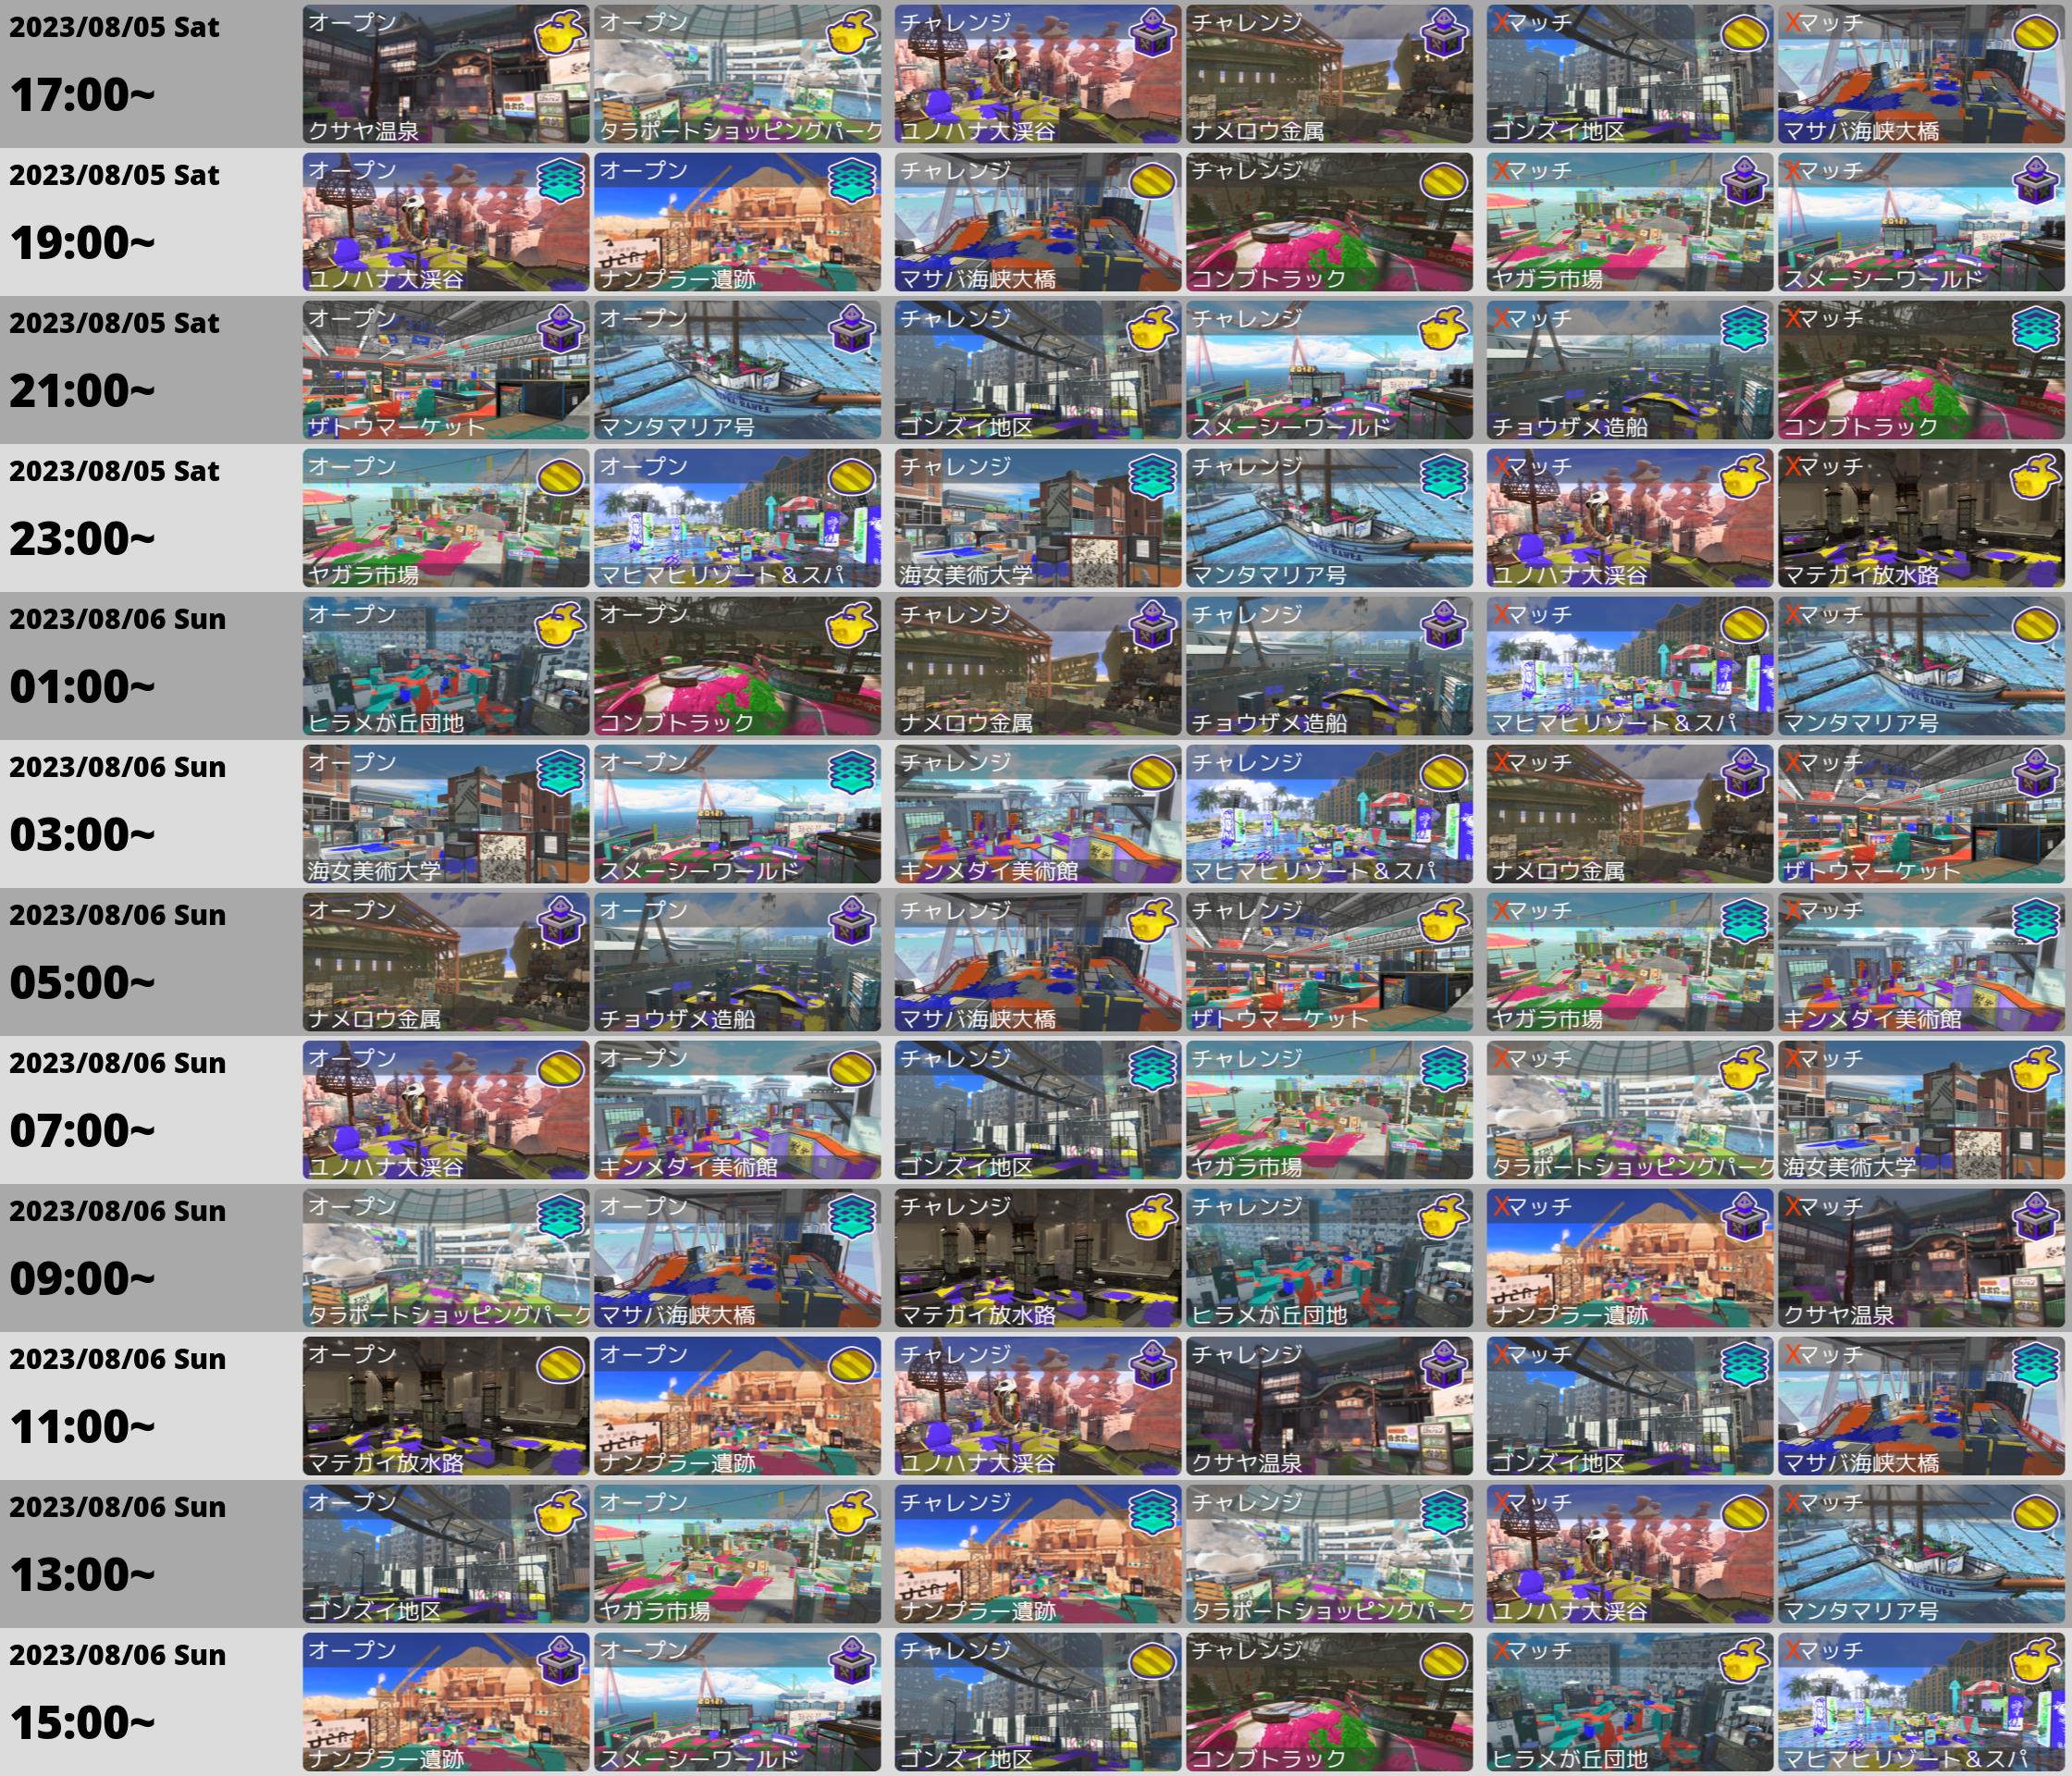 2023/08/05 Sat
17:00~
オープン オープン チャレンジ チャレンジ Xマッチ Xマッチ
クサヤ温泉 タラポートショッピングパーク ユノハナ大渓谷 ナメロウ金属 ゴンズイ地区 マサバ海峡大橋
2023/08/05 Sat
19:00~
オープン オープン チャレンジ チャレンジ Xマッチ Xマッチ
ユノハナ大渓谷 ナンプラー遺跡 マサバ海峡大橋 コンブトラック ヤガラ市場 スメーシーワールド
2023/08/05 Sat
21:00~
オープン オープン チャレンジ チャレンジ Xマッチ Xマッチ
ザトウマーケット マンタマリア号 ゴンズイ地区 スメーシーワールド チョウザメ造船 コンブトラック
2023/08/05 Sat
23:00~
オープン オープン チャレンジ チャレンジ Xマッチ Xマッチ
ヤガラ市場 マヒマヒリゾート＆スパ 海女美術大学 マンタマリア号 ユノハナ大渓谷 マテガイ放水路
2023/08/06 Sun
01:00~
オープン オープン チャレンジ チャレンジ Xマッチ Xマッチ
ヒラメが丘団地 コンブトラック ナメロウ金属 チョウザメ造船 マヒマヒリゾート＆スパ マンタマリア号
2023/08/06 Sun
03:00~
オープン オープン チャレンジ チャレンジ Xマッチ Xマッチ
海女美術大学 スメーシーワールド キンメダイ美術館 マヒマヒリゾート＆スパ ナメロウ金属 ザトウマーケット
2023/08/06 Sun
05:00~
オープン オープン チャレンジ チャレンジ Xマッチ Xマッチ
ナメロウ金属 チョウザメ造船 マサバ海峡大橋 ザトウマーケット ヤガラ市場 キンメダイ美術館
2023/08/06 Sun
07:00~
オープン オープン チャレンジ チャレンジ Xマッチ Xマッチ
ユノハナ大渓谷 キンメダイ美術館 ゴンズイ地区 ヤガラ市場 タラポートショッピングパーク 海女美術大学
2023/08/06 Sun
09:00~
オープン オープン チャレンジ チャレンジ Xマッチ Xマッチ
タラポートショッピングパーク マサバ海峡大橋 マテガイ放水路 ヒラメが丘団地 ナンプラー遺跡 クサヤ温泉
2023/08/06 Sun
11:00~
オープン オープン チャレンジ チャレンジ Xマッチ Xマッチ
マテガイ放水路 ナンプラー遺跡 ユノハナ大渓谷 クサヤ温泉 ゴンズイ地区 マサバ海峡大橋
2023/08/06 Sun
13:00~
オープン オープン チャレンジ チャレンジ Xマッチ Xマッチ
ゴンズイ地区 ヤガラ市場 ナンプラー遺跡 タラポートショッピングパーク ユノハナ大渓谷 マンタマリア号
2023/08/06 Sun
15:00~
オープン オープン チャレンジ チャレンジ Xマッチ Xマッチ
ナンプラー遺跡 スメーシーワールド ゴンズイ地区 コンブトラック ヒラメが丘団地 マヒマヒリゾート＆スパ